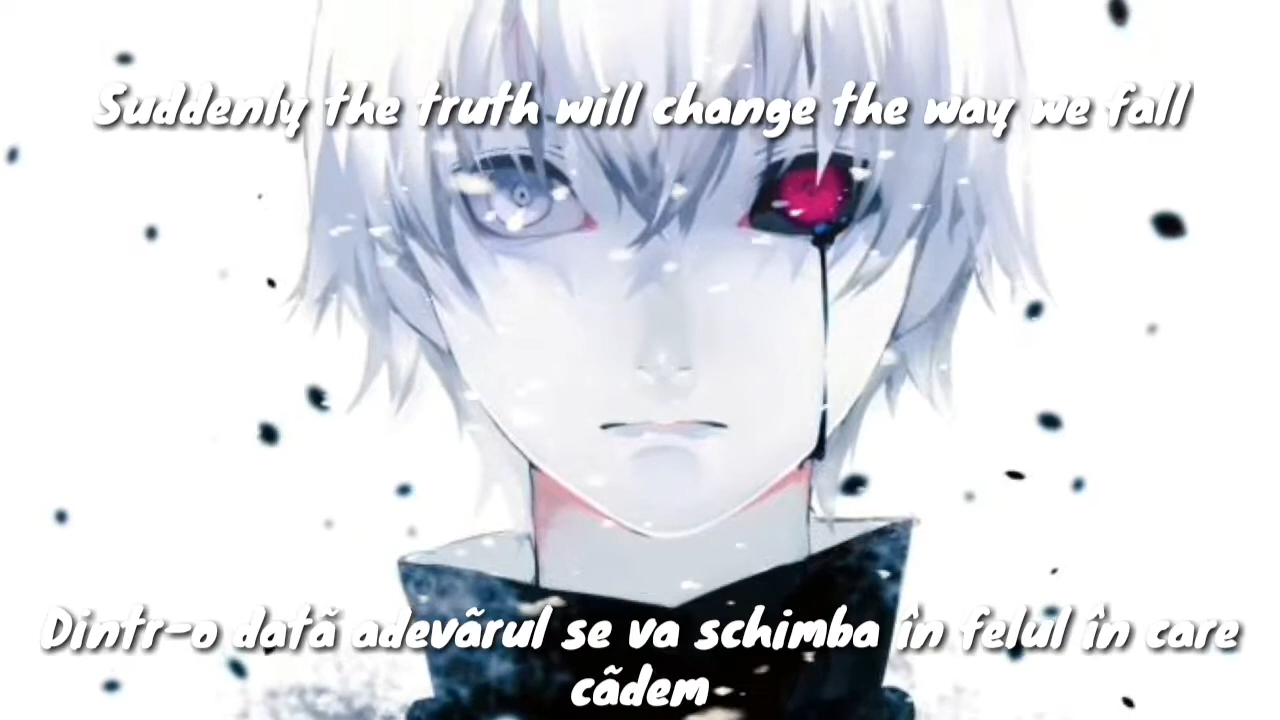 Suddenly the truth will change the way we fall
Dintr-o dată adevãrul se va schimba în felul în care
cãdem